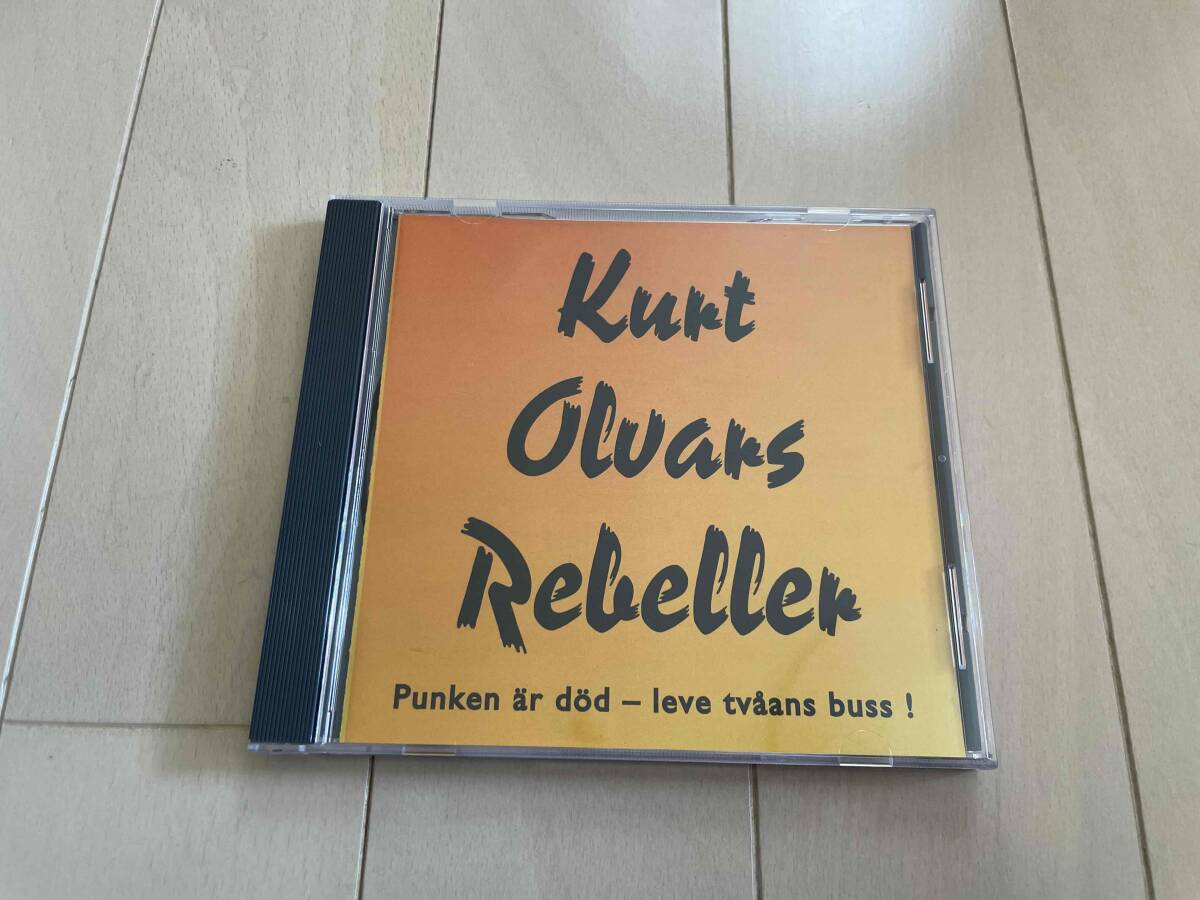 Kurt
Olvars
Rebeller
Punken är död – leve tvåans buss !